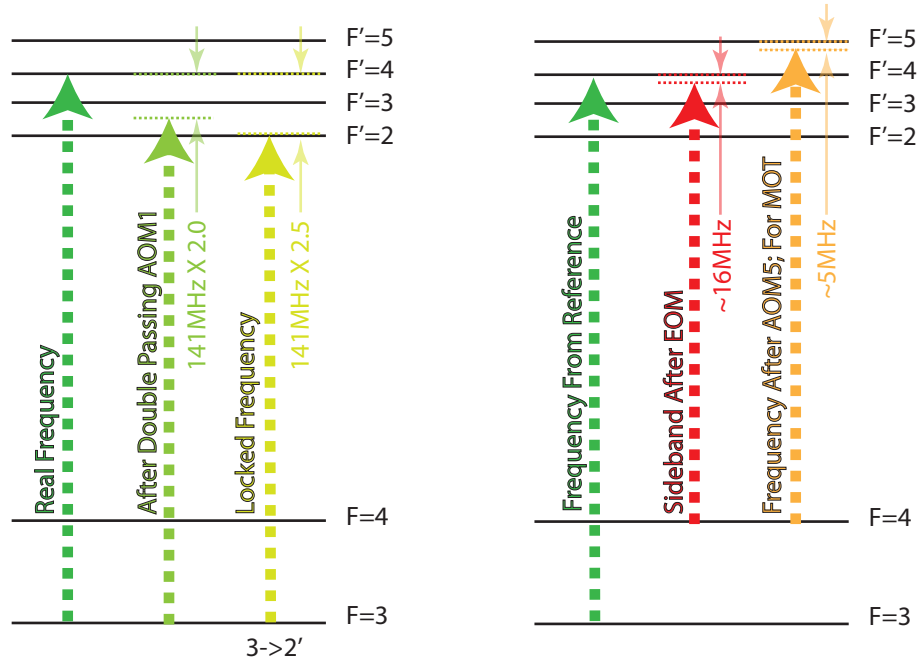 F'=5
F'=4
F'=3
F'=2
Real Frequency
After Double Passing AOM1
141MHz X 2.0
Locked Frequency
141MHz X 2.5
F=4
F=3
3->2'
F'=5
F'=4
F'=3
F'=2
Frequency From Reference
Sideband After EOM
~16MHz
Frequency After AOM5; For MOT
~5MHz
F=4
F=3